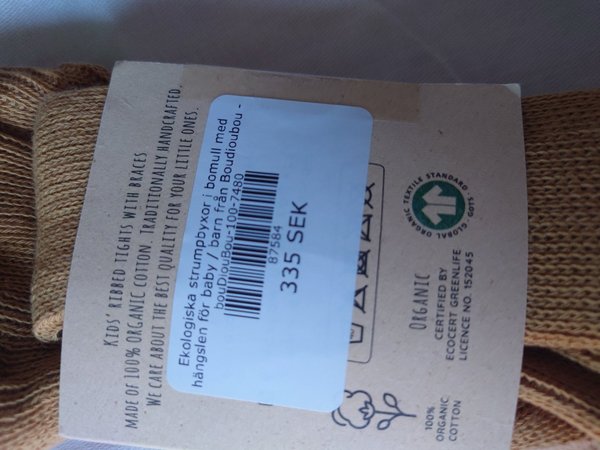 KIDS' RIBBED TIGHTS WITH BRACES
MADE OF 100% ORGANIC COTTON, TRADITIONALLY HANDCRAFTED.
WE CARE ABOUT THE BEST QUALITY FOR YOUR LITTLE ONES.
Ekologiska strumpbyxor i bomull med
hängslen för baby / barn från Boudioubou -
bouDiouBou-100-7480
87584
335 SEK
GLOBAL ORGANIC TEXTILE STANDARD · GOTS ·
ORGANIC
CERTIFIED BY
ECOCERT GREENLIFE
LICENCE NO. 152045
100%
ORGANIC
COTTON